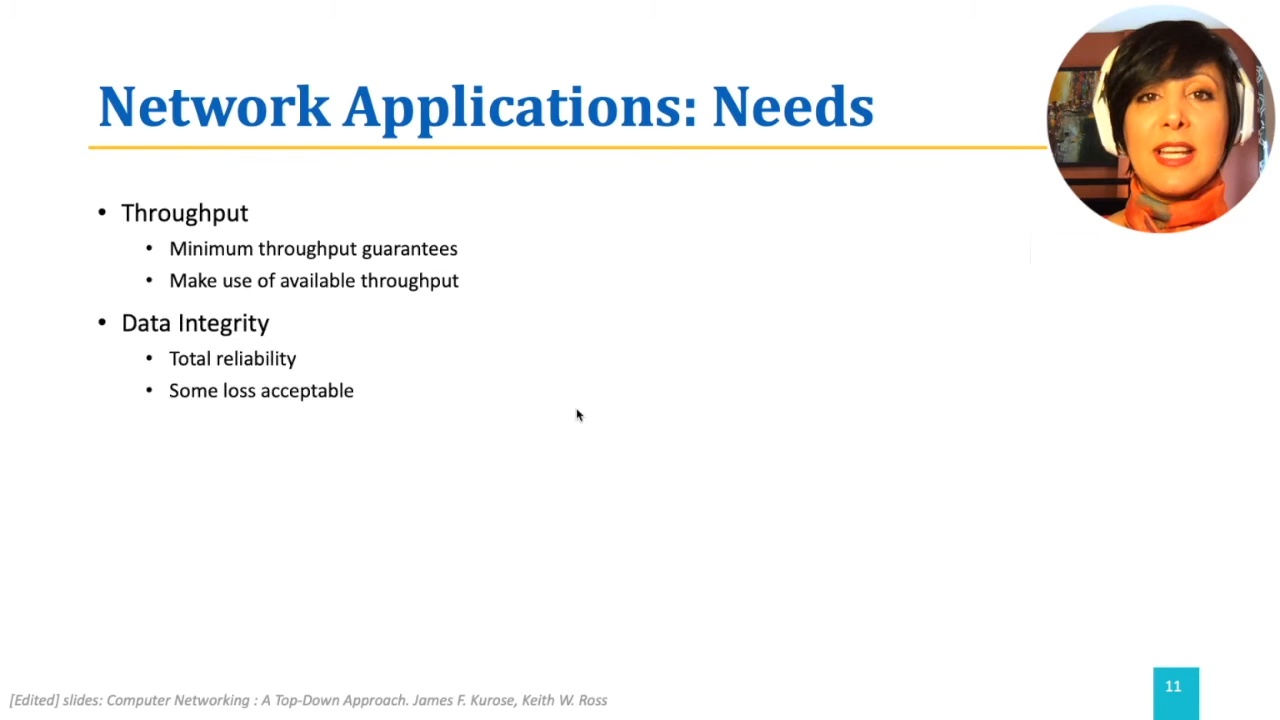 Network Applications: Needs
• Throughput
• Minimum throughput guarantees
• Make use of available throughput
• Data Integrity
• Total reliability
• Some loss acceptable
[Edited] slides: Computer Networking : A Top-Down Approach. James F. Kurose, Keith W. Ross
11